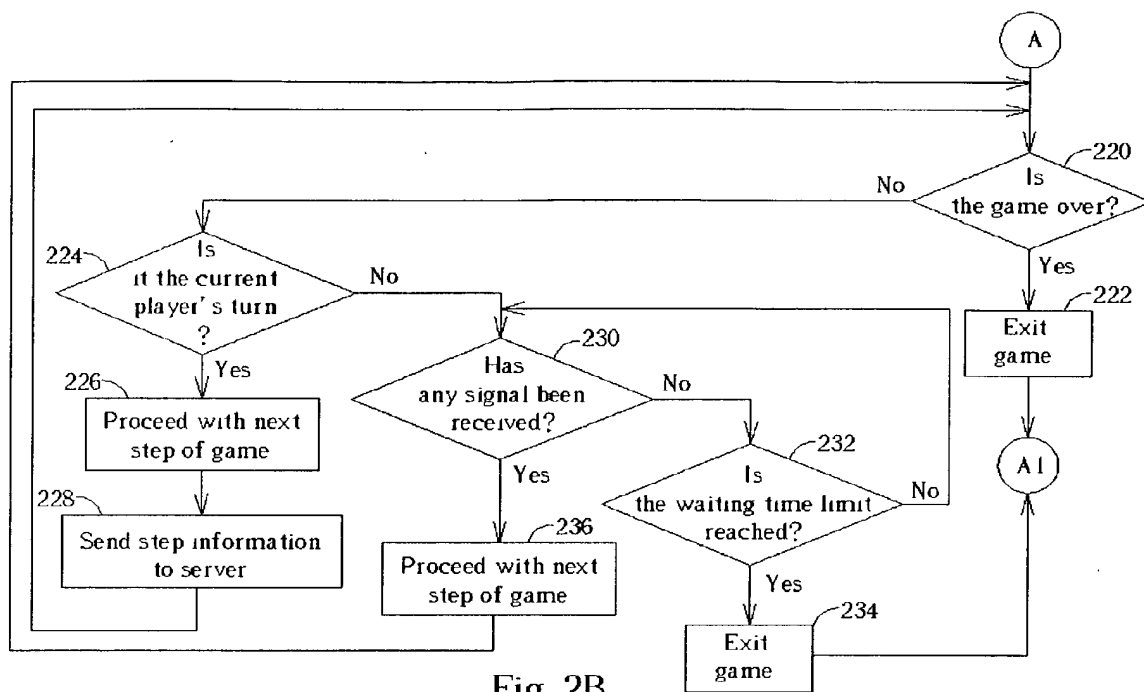 A
220
Is
the game over?
No
Yes
222
Exit
game
A1
224
Is
it the current
player's turn
?
No
Yes
226
Proceed with next
step of game
228
Send step information
to server
230
Has
any signal been
received?
No
Yes
232
Is
the waiting time limit
reached?
No
Yes
236
Proceed with next
step of game
234
Exit
game
Fig. 2B